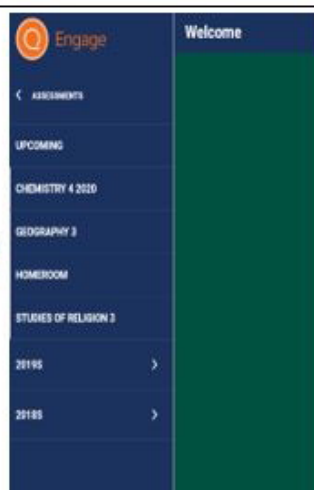 Engage
Welcome
< ASSESSMENTS
UPCOMING
CHEMISTRY 4 2020
GEOGRAPHY 3
HOMEROOM
STUDIES OF RELIGION 3
2019S >
2018S >